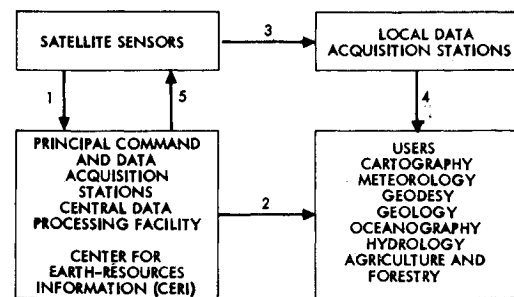 SATELLITE SENSORS
3
LOCAL DATA
ACQUISITION STATIONS
1
5
4
PRINCIPAL COMMAND
AND DATA
ACQUISITION
STATIONS
CENTRAL DATA
PROCESSING FACILITY
CENTER FOR
EARTH-RESOURCES
INFORMATION (CERI)
2
USERS
CARTOGRAPHY
METEOROLOGY
GEODESY
GEOLOGY
OCEANOGRAPHY
HYDROLOGY
AGRICULTURE AND
FORESTRY